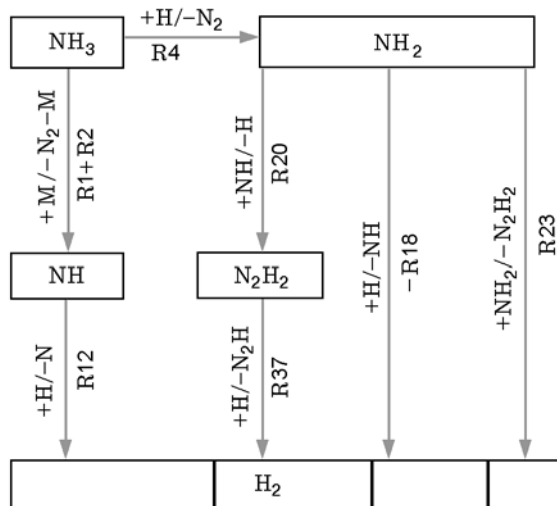 +H/−N₂
NH₃
R4
NH₂
+M/−N₂−M
R1+R2
+NH/−H
R20
+H/−NH
−R18
+NH₂/−N₂H₂
R23
NH
N₂H₂
+H/−N
R12
+H/−N₂H
R37
H₂